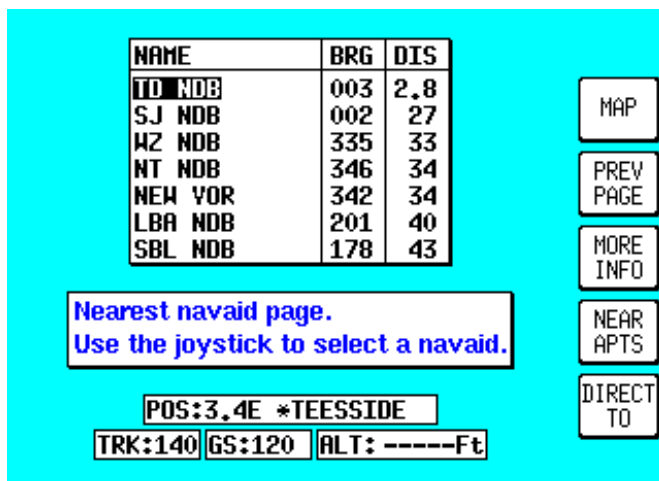 NAME BRG DIS
TD NDB 003 2.8
SJ NDB 002 27
WZ NDB 335 33
NT NDB 346 34
NEW VOR 342 34
LBA NDB 201 40
SBL NDB 178 43
MAP
PREV
PAGE
MORE
INFO
NEAR
APTS
DIRECT
TO
Nearest navaid page.
Use the joystick to select a navaid.
POS:3.4E *TEESSIDE
TRK:140 GS:120 ALT: -----Ft